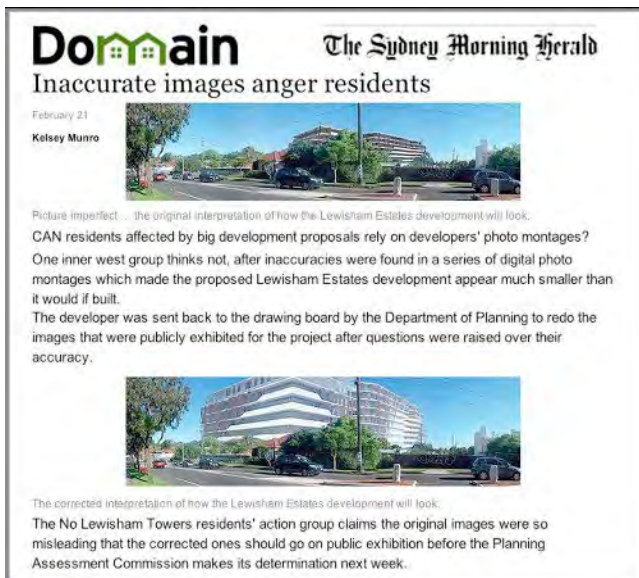 Domain
The Sydney Morning Herald
Inaccurate images anger residents
February 21
Kelsey Munro
Picture imperfect ... the original interpretation of how the Lewisham Estates development will look.
CAN residents affected by big development proposals rely on developers' photo montages?
One inner west group thinks not, after inaccuracies were found in a series of digital photo
montages which made the proposed Lewisham Estates development appear much smaller than
it would if built.
The developer was sent back to the drawing board by the Department of Planning to redo the
images that were publicly exhibited for the project after questions were raised over their
accuracy.
The corrected interpretation of how the Lewisham Estates development will look.
The No Lewisham Towers residents' action group claims the original images were so
misleading that the corrected ones should go on public exhibition before the Planning
Assessment Commission makes its determination next week.